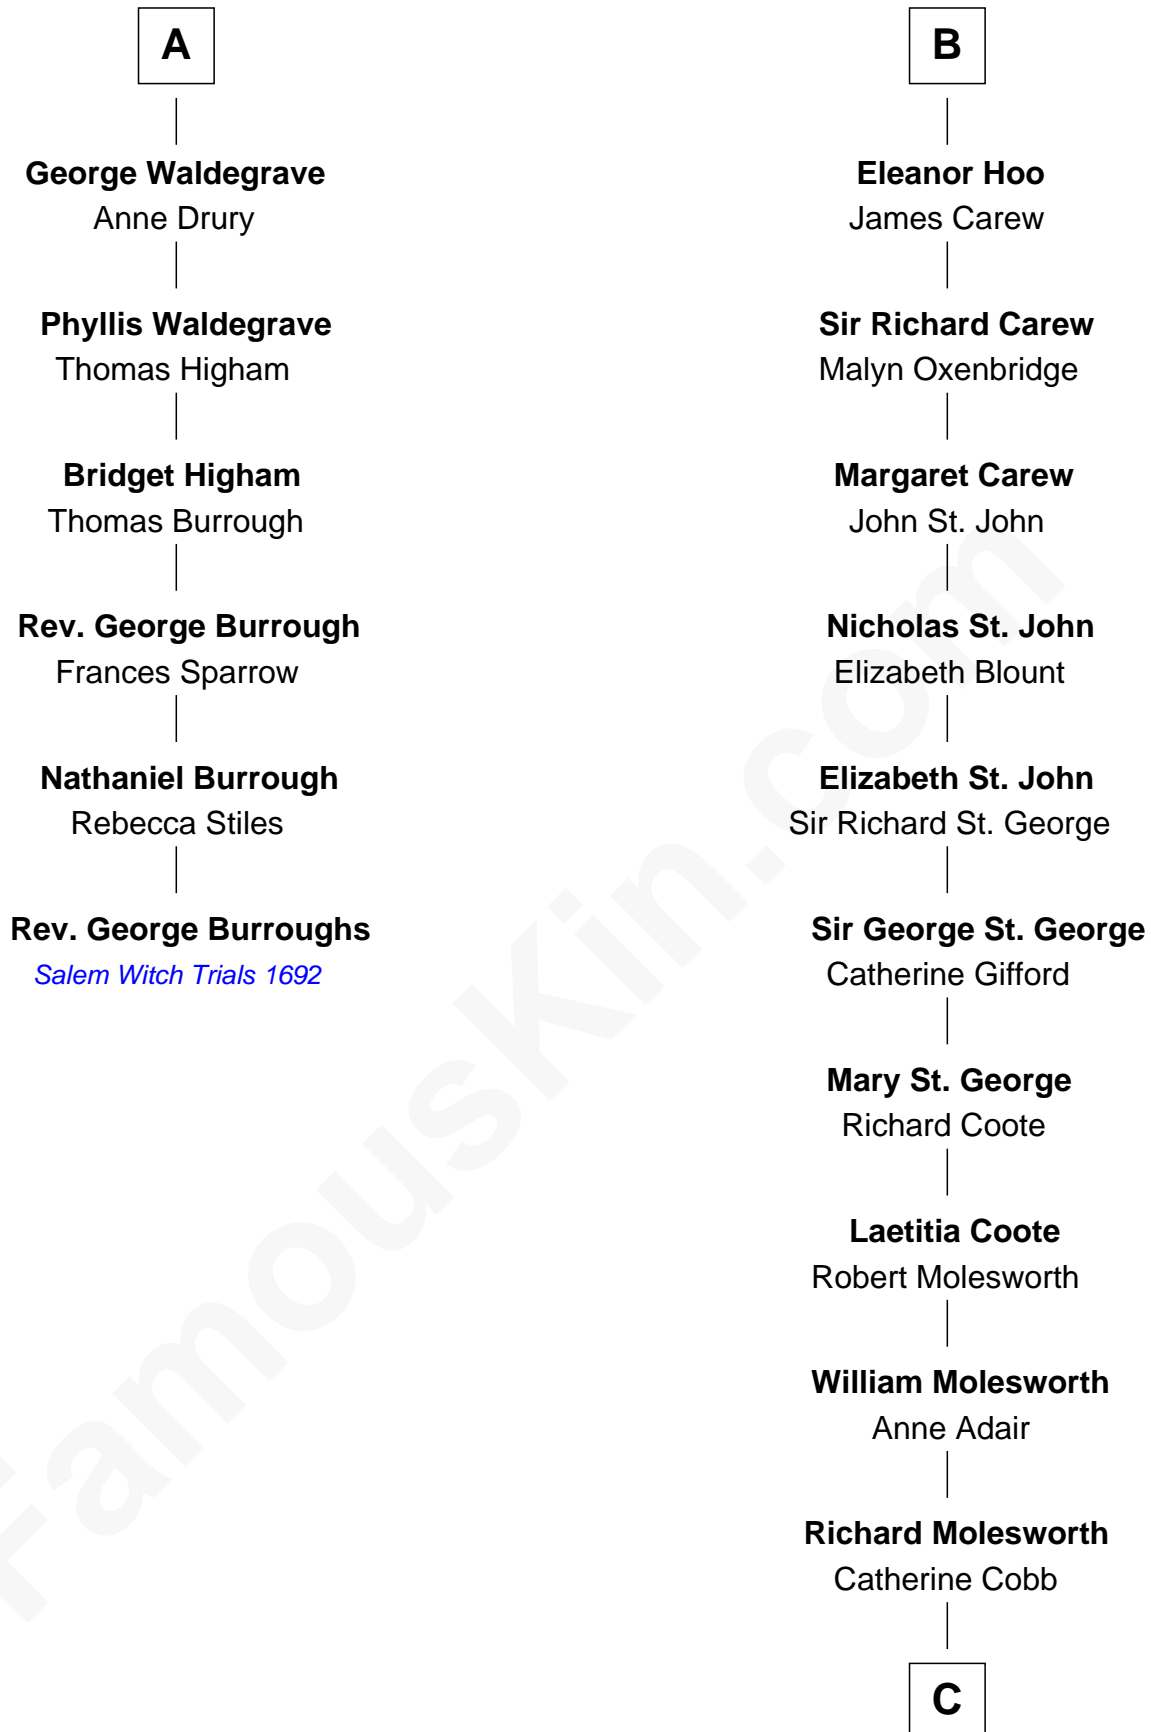 A
George Waldegrave
Anne Drury
Phyllis Waldegrave
Thomas Higham
Bridget Higham
Thomas Burrough
Rev. George Burrough
Frances Sparrow
Nathaniel Burrough
Rebecca Stiles
Rev. George Burroughs
Salem Witch Trials 1692
B
Eleanor Hoo
James Carew
Sir Richard Carew
Malyn Oxenbridge
Margaret Carew
John St. John
Nicholas St. John
Elizabeth Blount
Elizabeth St. John
Sir Richard St. George
Sir George St. George
Catherine Gifford
Mary St. George
Richard Coote
Laetitia Coote
Robert Molesworth
William Molesworth
Anne Adair
Richard Molesworth
Catherine Cobb
C
FamousKin.com